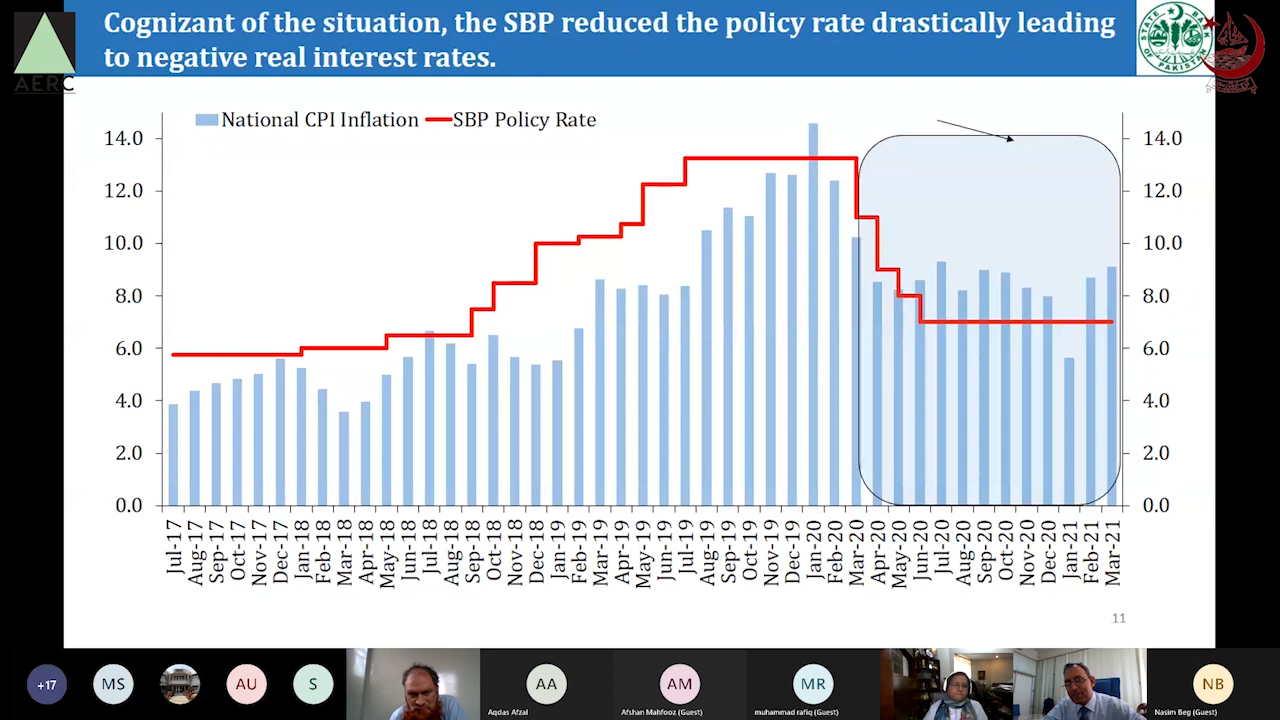 Cognizant of the situation, the SBP reduced the policy rate drastically leading
to negative real interest rates.
AERC
STATE BANK OF PAKISTAN
National CPI Inflation
SBP Policy Rate
14.0
12.0
10.0
8.0
6.0
4.0
2.0
0.0
14.0
12.0
10.0
8.0
6.0
4.0
2.0
0.0
Jul-17
Aug-17
Sep-17
Oct-17
Nov-17
Dec-17
Jan-18
Feb-18
Mar-18
Apr-18
May-18
Jun-18
Jul-18
Aug-18
Sep-18
Oct-18
Nov-18
Dec-18
Jan-19
Feb-19
Mar-19
Apr-19
May-19
Jun-19
Jul-19
Aug-19
Sep-19
Oct-19
Nov-19
Dec-19
Jan-20
Feb-20
Mar-20
Apr-20
May-20
Jun-20
Jul-20
Aug-20
Sep-20
Oct-20
Nov-20
Dec-20
Jan-21
Feb-21
Mar-21
11
+17
MS
AU
S
AA
Aqdas Afzal
AM
Afshan Mahfooz (Guest)
MR
muhammad rafiq (Guest)
NB
Nasim Beg (Guest)